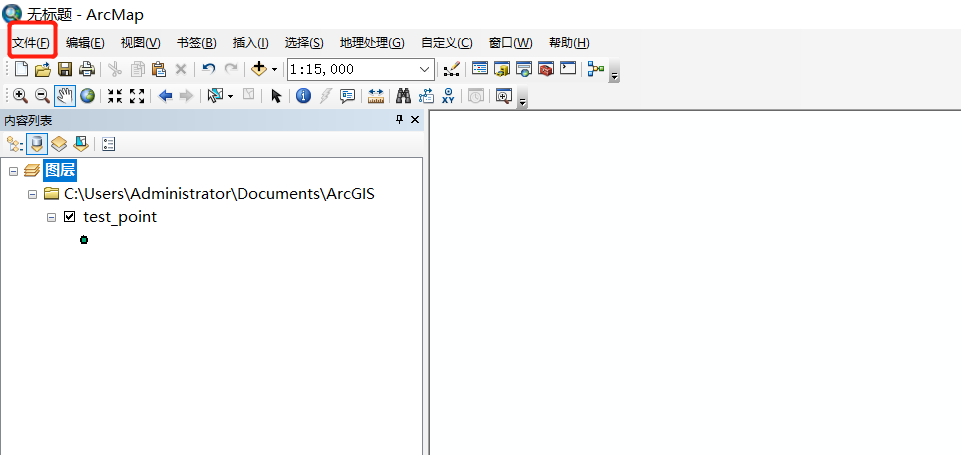 无标题 - ArcMap
文件(F) 编辑(E) 视图(V) 书签(B) 插入(I) 选择(S) 地理处理(G) 自定义(C) 窗口(W) 帮助(H)
1:15,000
XY
内容列表
图层
C:\Users\Administrator\Documents\ArcGIS
test_point